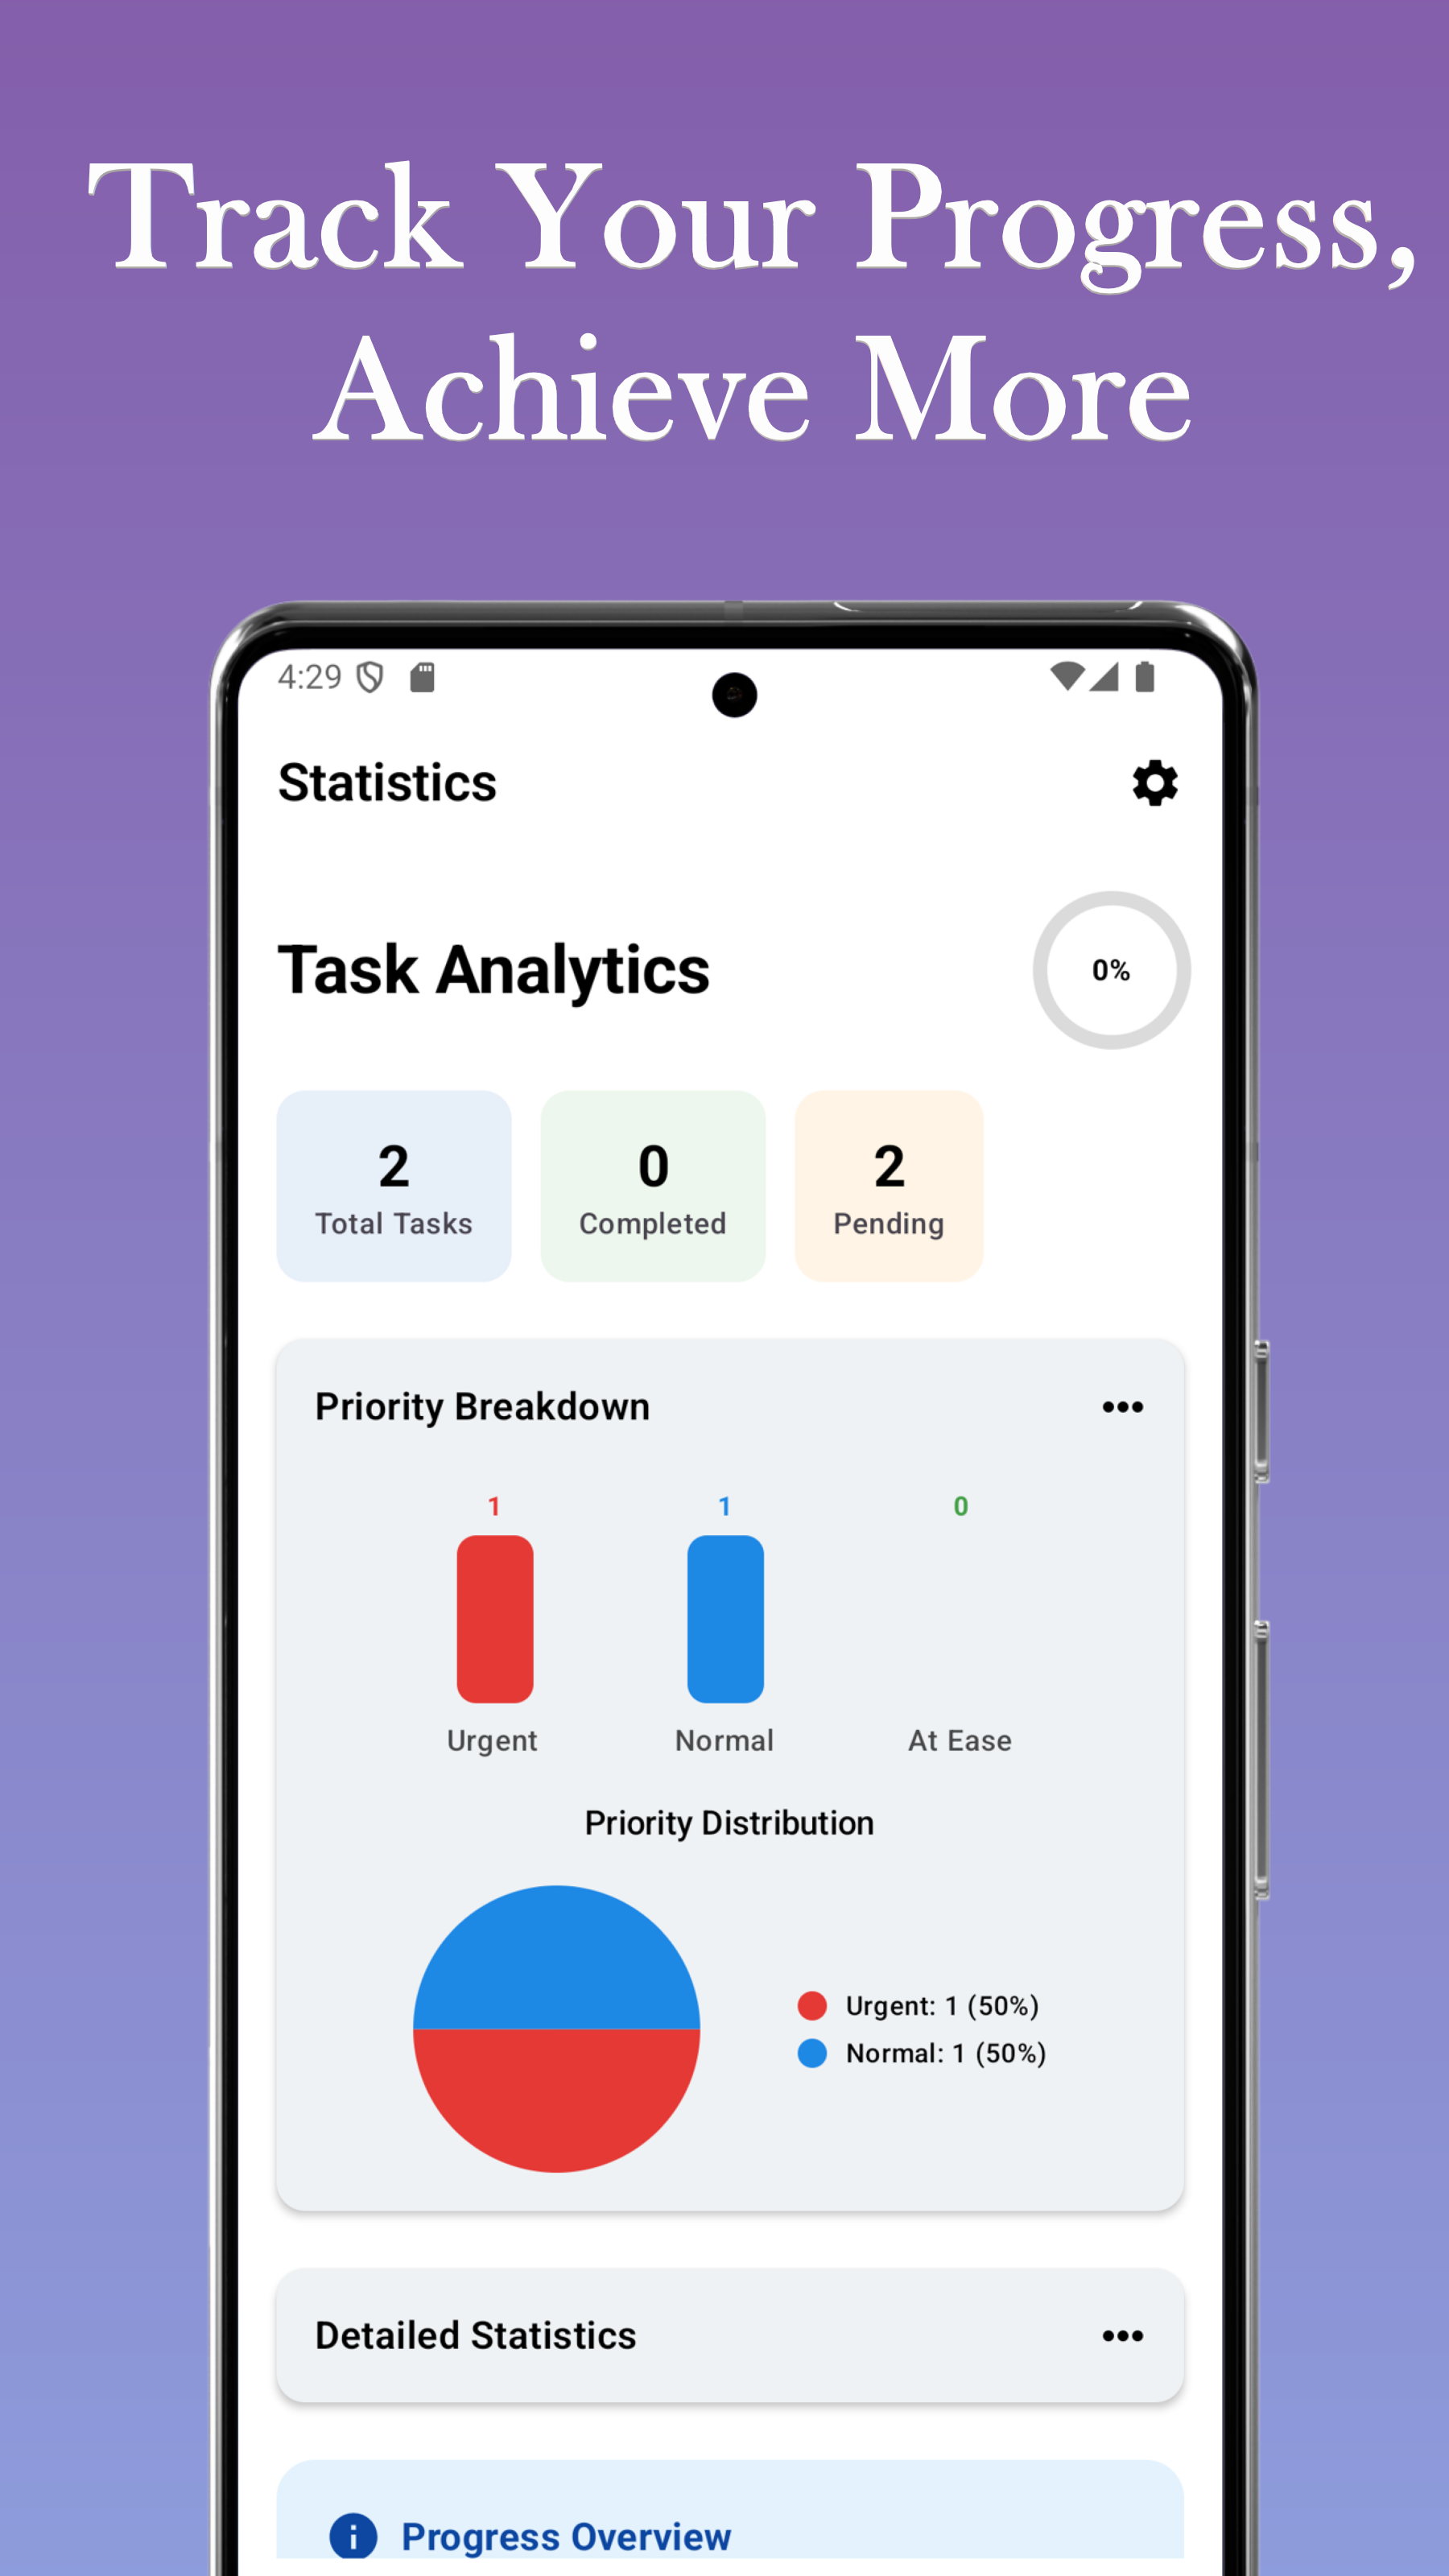 Track Your Progress,
Achieve More
4:29
Statistics
Task Analytics
0%
2
Total Tasks
0
Completed
2
Pending
Priority Breakdown
1
1
0
Urgent
Normal
At Ease
Priority Distribution
Urgent: 1 (50%)
Normal: 1 (50%)
Detailed Statistics
Progress Overview